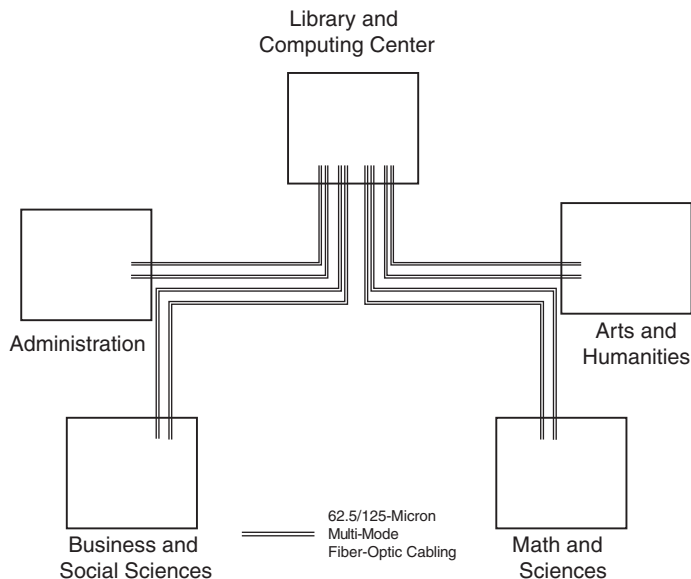 Library and
Computing Center
Administration
Arts and
Humanities
Business and
Social Sciences
62.5/125-Micron
Multi-Mode
Fiber-Optic Cabling
Math and
Sciences